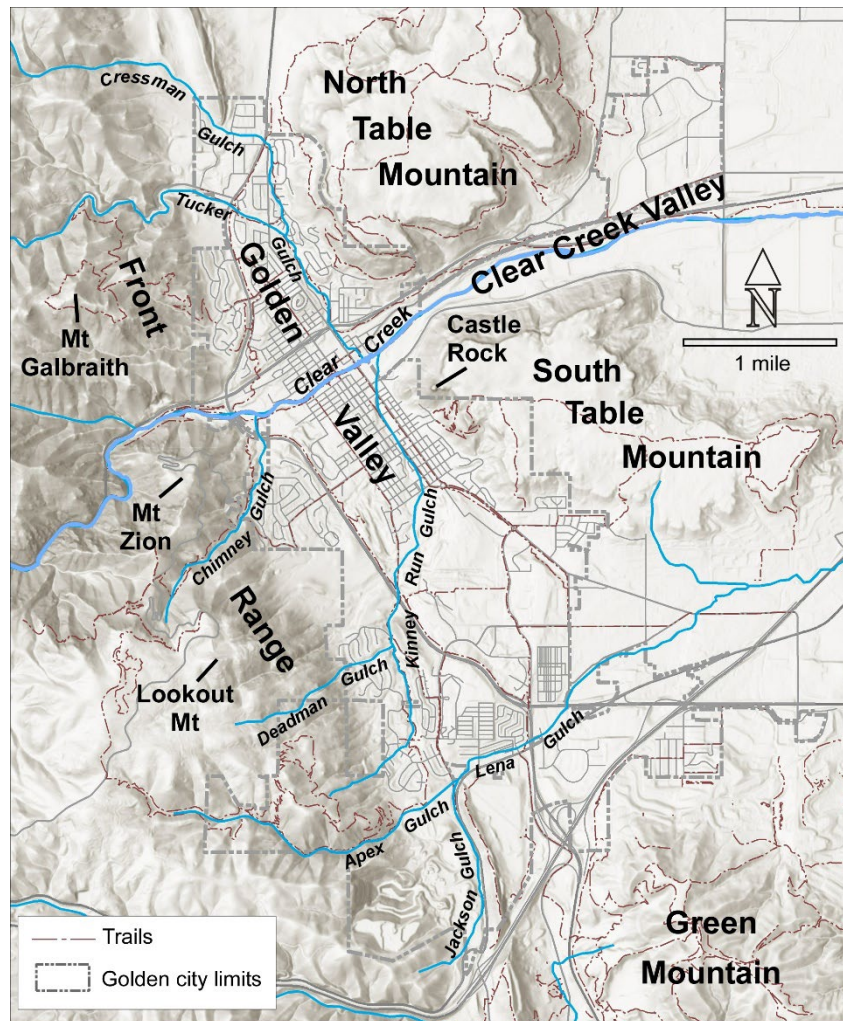 Cressman
Gulch
North
Table
Mountain
Tucker
Gulch
Clear Creek Valley
Front
Golden
Mt
Galbraith
N
1 mile
Castle
Rock
Clear Creek
South
Table
Mountain
Valley
Mt
Zion
Chimney Gulch
Kinney Run Gulch
Range
Lookout
Mt
Deadman Gulch
Lena Gulch
Apex Gulch
Jackson Gulch
Green
Mountain
Trails
Golden city limits